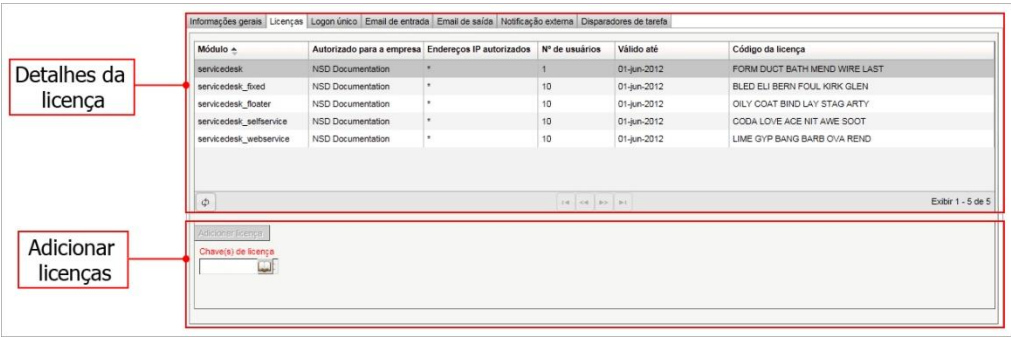 Informações gerais Licenças Logon único Email de entrada Email de saída Notificação externa Disparadores de tarefa
Módulo Autorizado para a empresa Endereços IP autorizados Nº de usuários Válido até Código da licença
servicedesk NSD Documentation * 1 01-jun-2012 FORM DUCT BATH MEND WIRE LAST
servicedesk_fixed NSD Documentation * 10 01-jun-2012 BLED ELI BERN FOUL KIRK GLEN
servicedesk_floater NSD Documentation * 10 01-jun-2012 OILY COAT BIND LAY STAG ARTY
servicedesk_selfservice NSD Documentation * 10 01-jun-2012 CODA LOVE ACE NIT AWE SOOT
servicedesk_webservice NSD Documentation * 10 01-jun-2012 LIME GYP BANG BARB OVA REND
Exibir 1 - 5 de 5
Detalhes da
licença
Adicionar licença
Chave(s) de licença
Adicionar
licenças